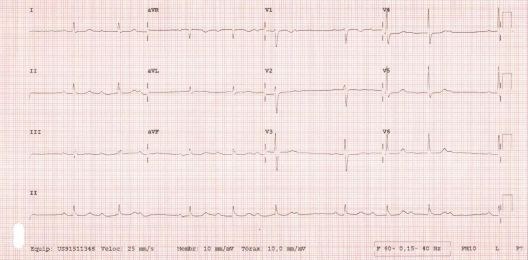 I aVR V1 V4
II aVL V2 V5
III aVF V3 V6
II
Equip: US91511346 Veloc: 25 mm/s Membr: 10 mm/mV Tórax: 10,0 mm/mV F 60~ 0,15- 40 Hz PH10 L P?